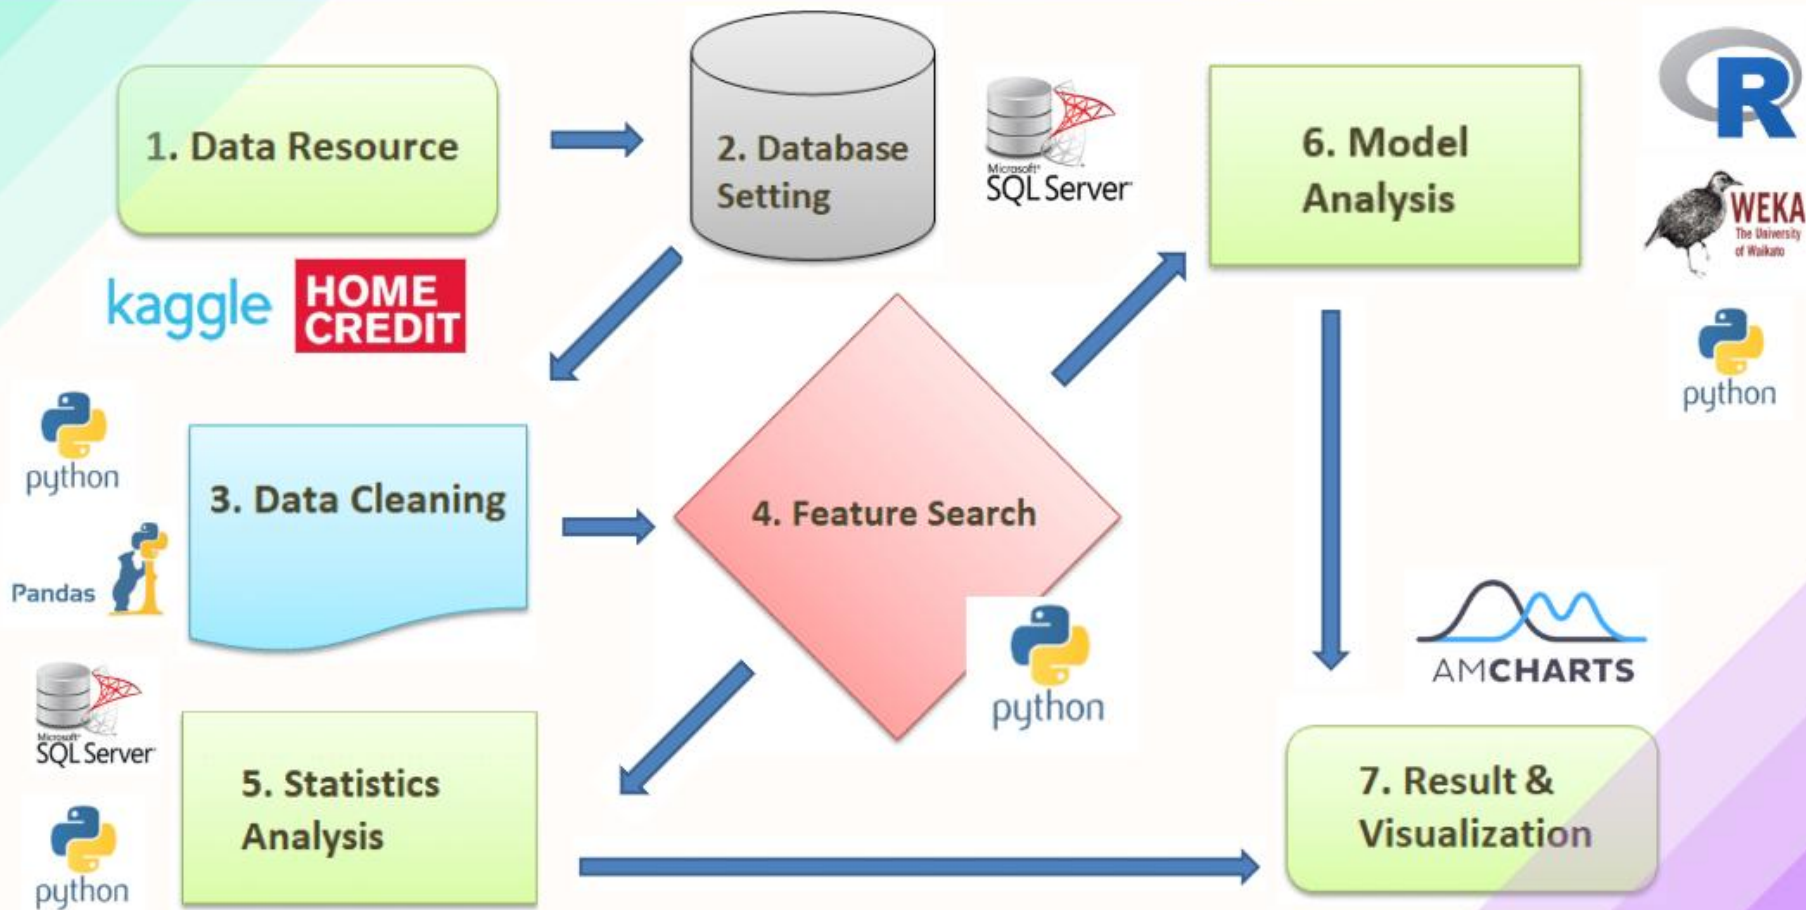 1. Data Resource
kaggle
HOME
CREDIT
2. Database
Setting
Microsoft®
SQL Server®
6. Model
Analysis
R
WEKA
The University
of Waikato
python
python
Pandas
3. Data Cleaning
4. Feature Search
python
Microsoft®
SQL Server®
python
5. Statistics
Analysis
AMCHARTS
7. Result &
Visualization